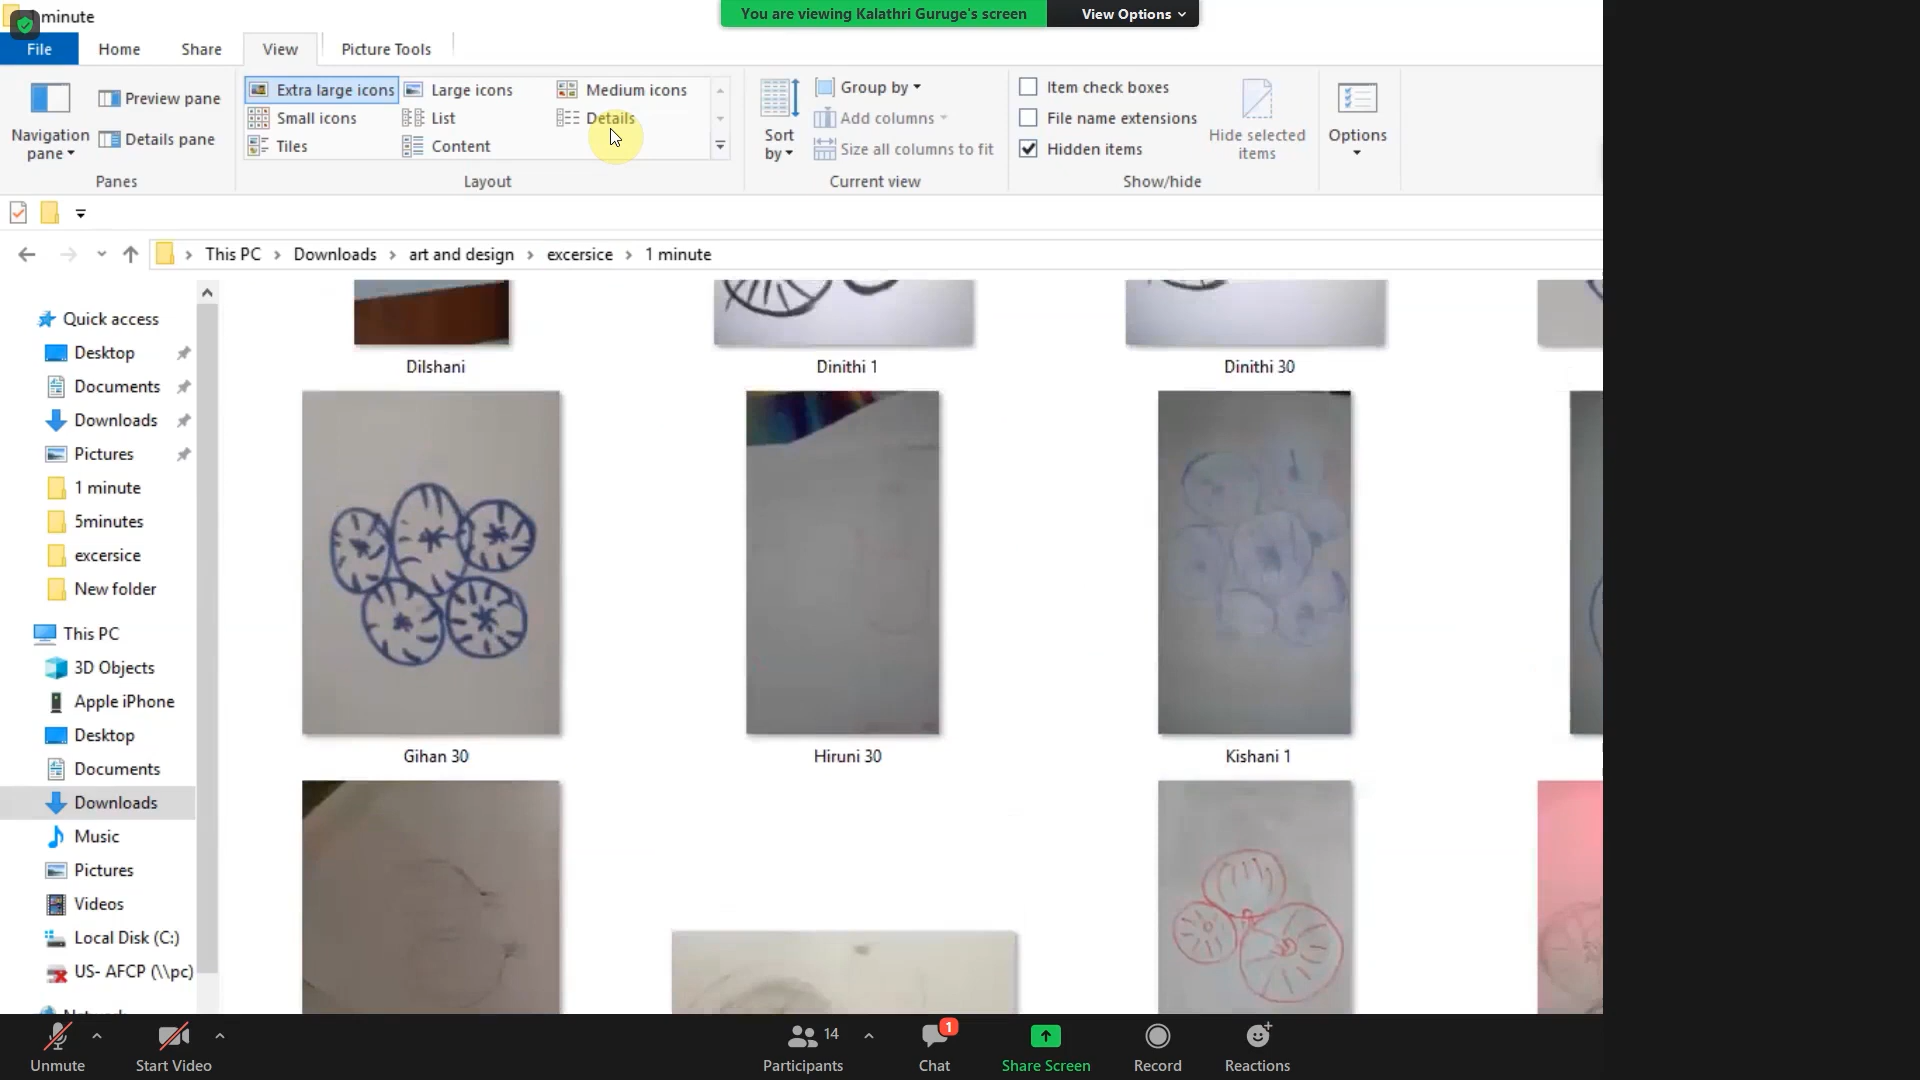 1 minute
You are viewing Kalathri Guruge's screen View Options
File Home Share View Picture Tools
Navigation pane
Preview pane
Details pane
Panes
Extra large icons Large icons Medium icons
Small icons List Details
Tiles Content
Layout
Sort by
Group by
Add columns
Size all columns to fit
Current view
Item check boxes
File name extensions
Hidden items
Hide selected items
Show/hide
Options
This PC Downloads art and design excersice 1 minute
Quick access
Desktop
Documents
Downloads
Pictures
1 minute
5minutes
excersice
New folder
This PC
3D Objects
Apple iPhone
Desktop
Documents
Downloads
Music
Pictures
Videos
Local Disk (C:)
US- AFCP (\\pc)
Dilshani Dinithi 1 Dinithi 30
Gihan 30 Hiruni 30 Kishani 1
Unmute Start Video 14 Participants 1 Chat Share Screen Record Reactions